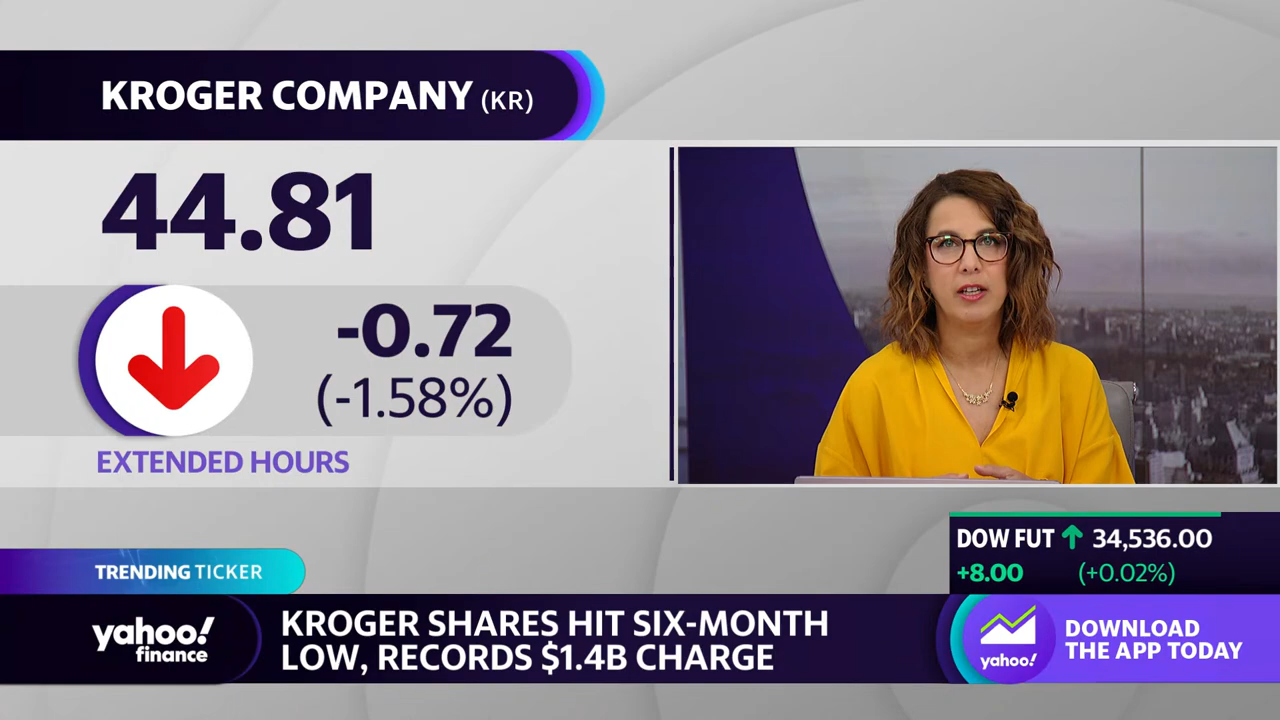 KROGER COMPANY (KR)
44.81
-0.72
(-1.58%)
EXTENDED HOURS
DOW FUT 34,536.00
+8.00 (+0.02%)
TRENDING TICKER
yahoo!
finance
KROGER SHARES HIT SIX-MONTH
LOW, RECORDS $1.4B CHARGE
yahoo!
DOWNLOAD
THE APP TODAY